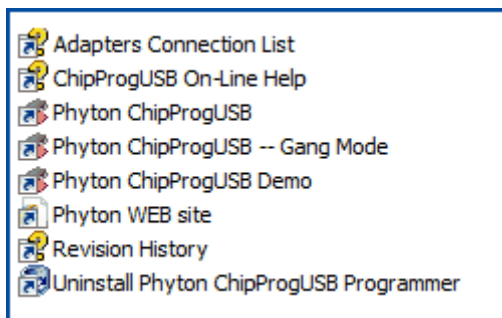 Adapters Connection List
ChipProgUSB On-Line Help
Phyton ChipProgUSB
Phyton ChipProgUSB -- Gang Mode
Phyton ChipProgUSB Demo
Phyton WEB site
Revision History
Uninstall Phyton ChipProgUSB Programmer